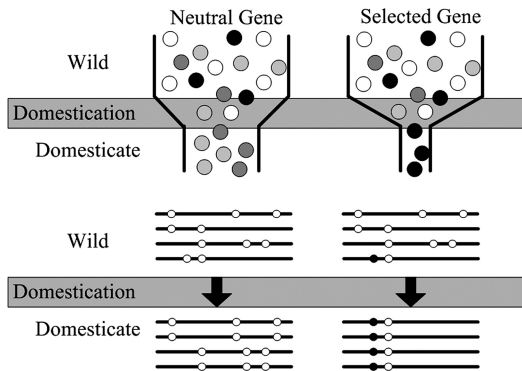 Neutral Gene
Selected Gene
Wild
Domestication
Domesticate
Wild
Domestication
Domesticate